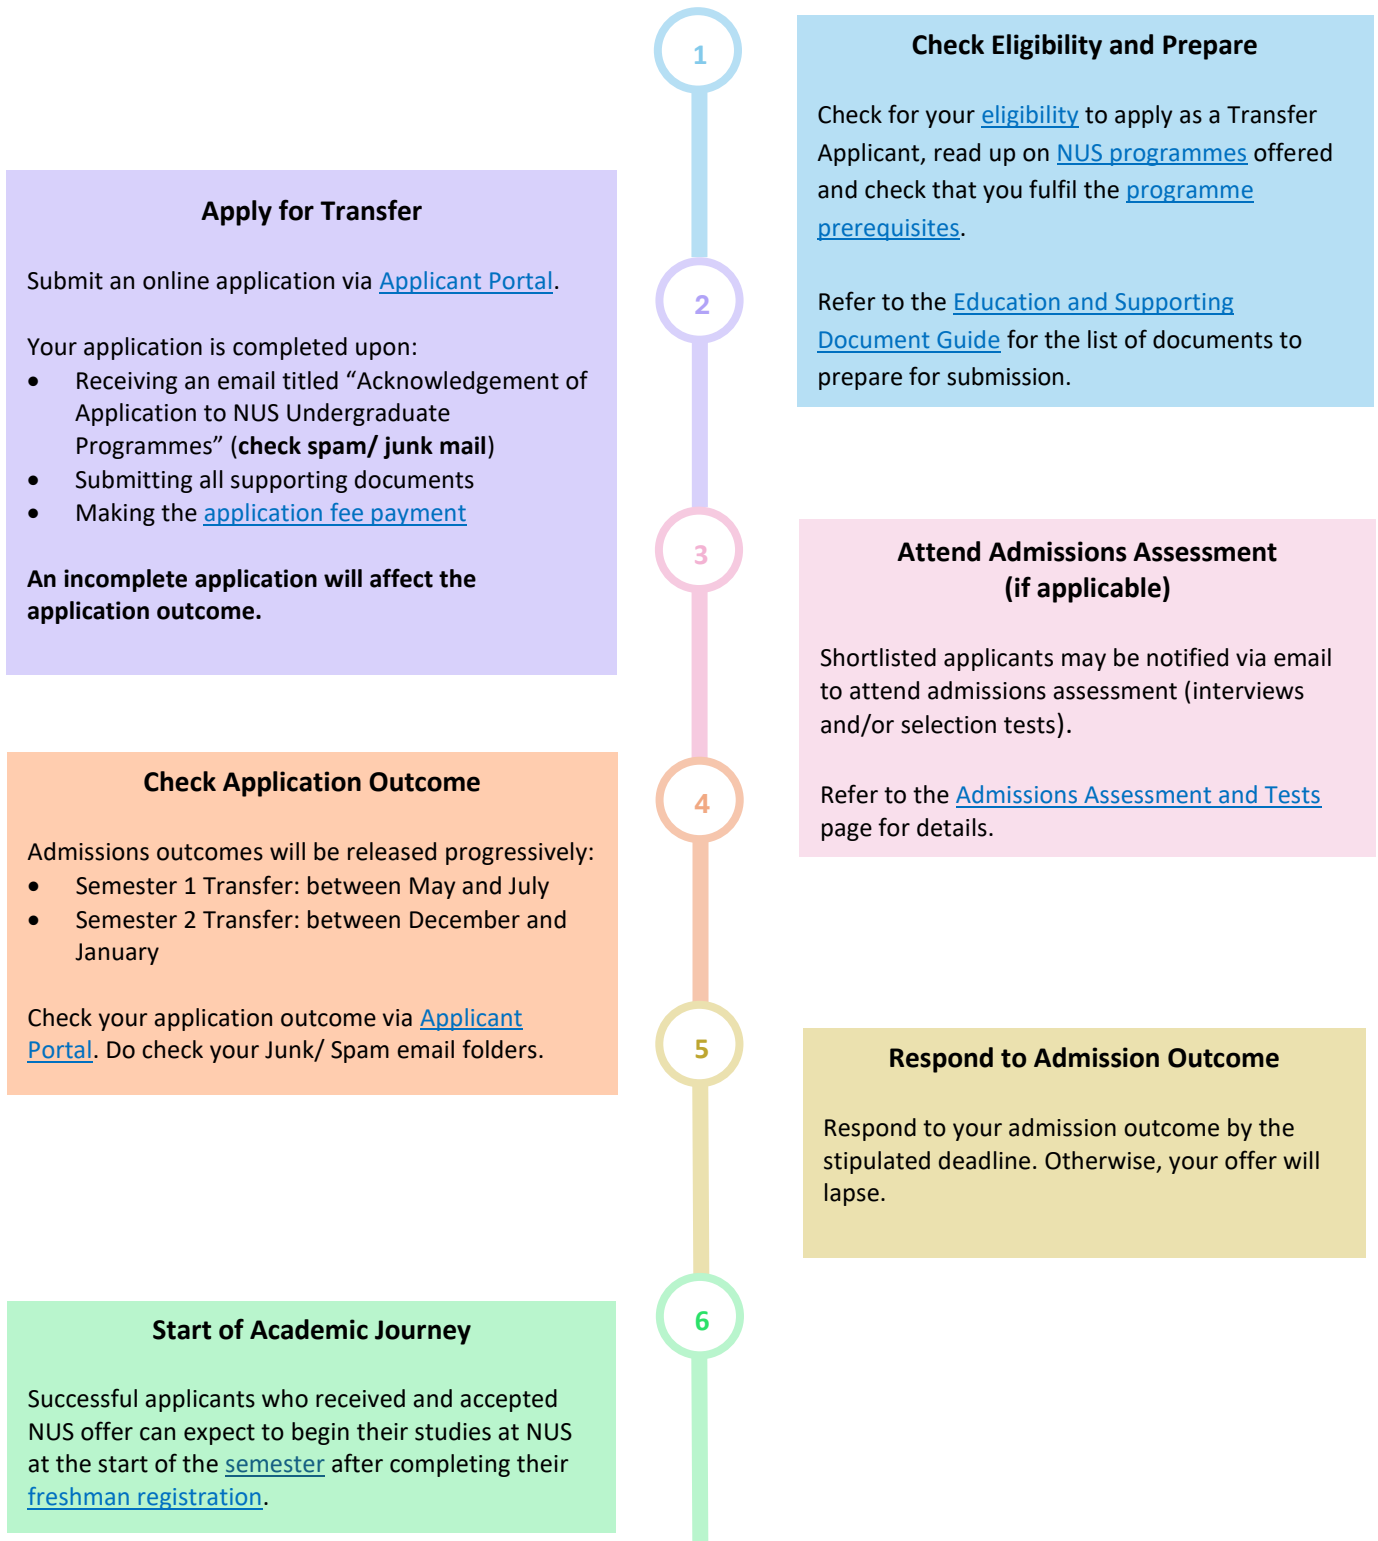 1
Check Eligibility and Prepare
Check for your eligibility to apply as a Transfer
Applicant, read up on NUS programmes offered
and check that you fulfil the programme
prerequisites.
Refer to the Education and Supporting
Document Guide for the list of documents to
prepare for submission.
2
Apply for Transfer
Submit an online application via Applicant Portal.
Your application is completed upon:
• Receiving an email titled “Acknowledgement of
Application to NUS Undergraduate
Programmes” (check spam/ junk mail)
• Submitting all supporting documents
• Making the application fee payment
An incomplete application will affect the
application outcome.
3
Attend Admissions Assessment
(if applicable)
Shortlisted applicants may be notified via email
to attend admissions assessment (interviews
and/or selection tests).
Refer to the Admissions Assessment and Tests
page for details.
4
Check Application Outcome
Admissions outcomes will be released progressively:
• Semester 1 Transfer: between May and July
• Semester 2 Transfer: between December and
January
Check your application outcome via Applicant
Portal. Do check your Junk/ Spam email folders.
5
Respond to Admission Outcome
Respond to your admission outcome by the
stipulated deadline. Otherwise, your offer will
lapse.
6
Start of Academic Journey
Successful applicants who received and accepted
NUS offer can expect to begin their studies at NUS
at the start of the semester after completing their
freshman registration.